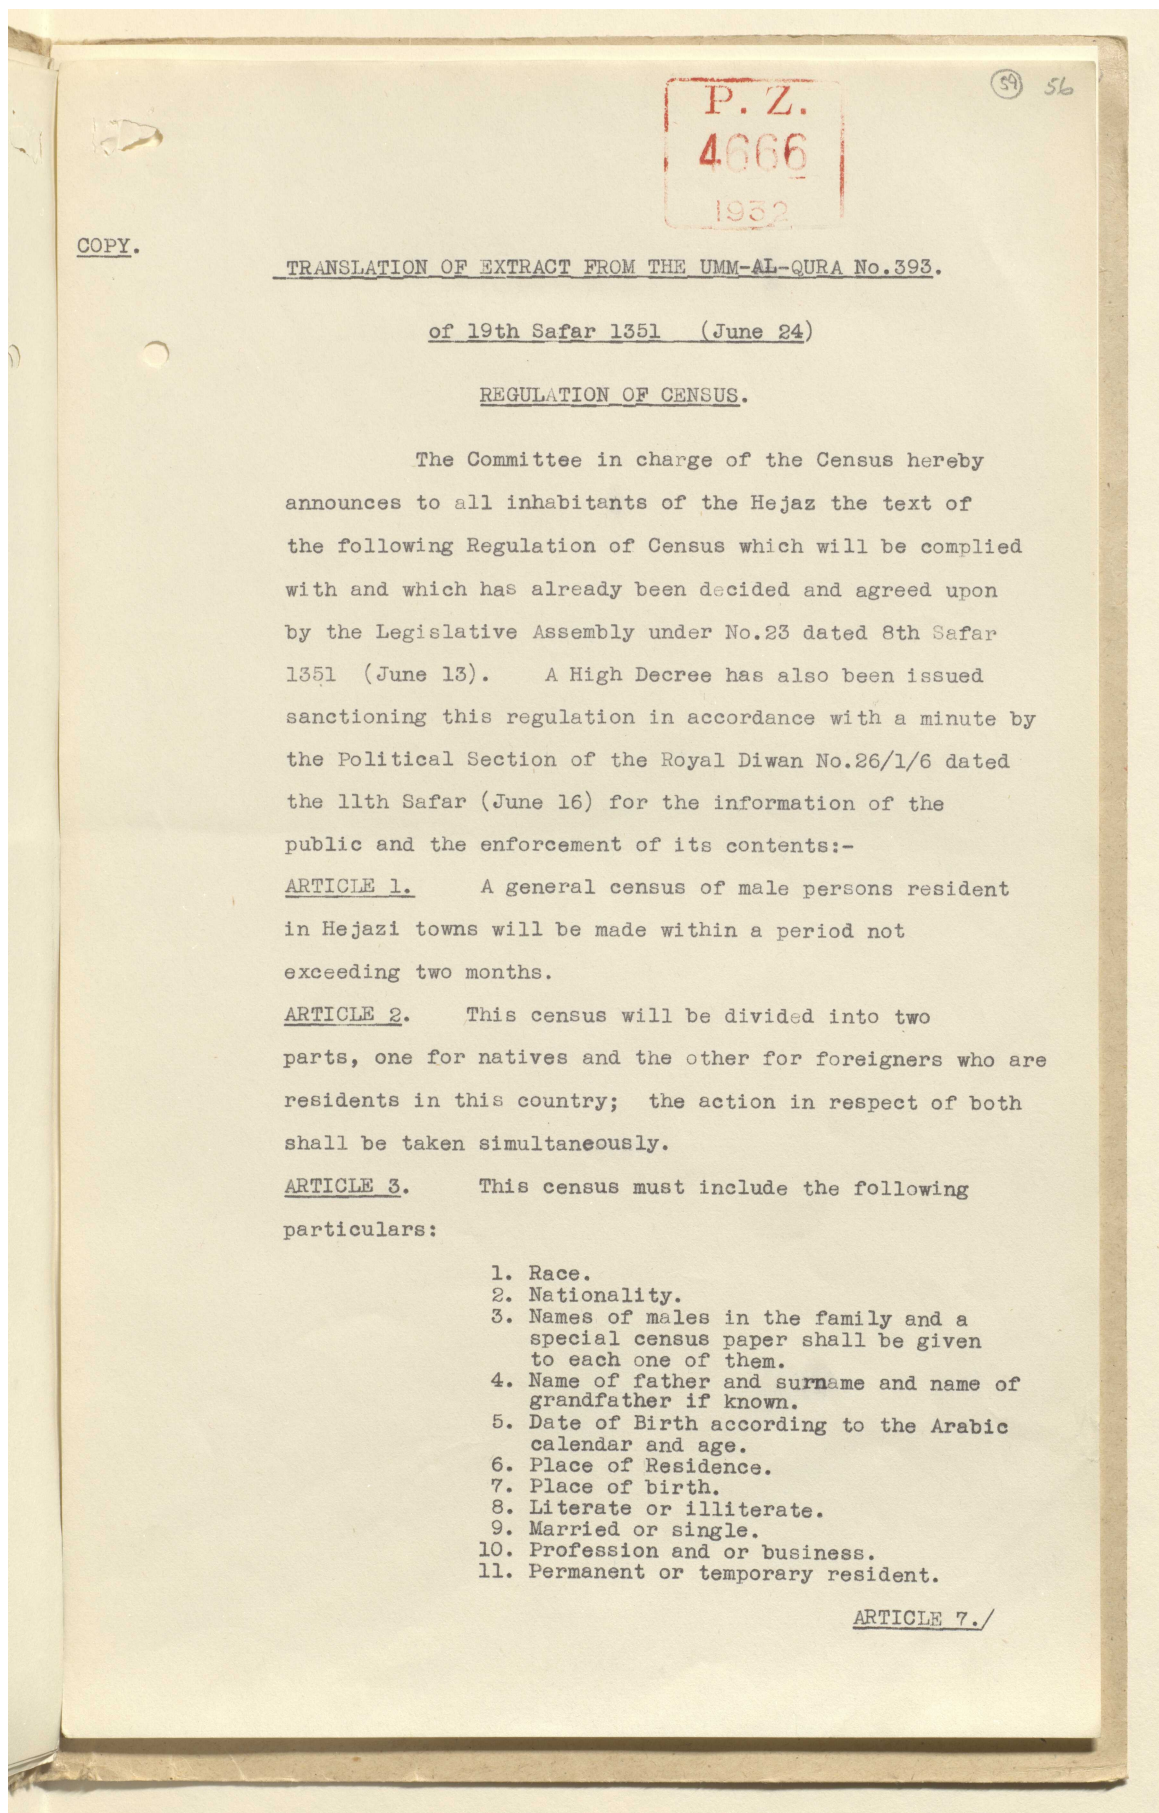 59 56
P. Z.
4666
1932
COPY.
TRANSLATION OF EXTRACT FROM THE UMM-AL-QURA No.393.
of 19th Safar 1351 (June 24)
REGULATION OF CENSUS.
The Committee in charge of the Census hereby
announces to all inhabitants of the Hejaz the text of
the following Regulation of Census which will be complied
with and which has already been decided and agreed upon
by the Legislative Assembly under No.23 dated 8th Safar
1351 (June 13). A High Decree has also been issued
sanctioning this regulation in accordance with a minute by
the Political Section of the Royal Diwan No.26/1/6 dated
the 11th Safar (June 16) for the information of the
public and the enforcement of its contents:-
ARTICLE 1. A general census of male persons resident
in Hejazi towns will be made within a period not
exceeding two months.
ARTICLE 2. This census will be divided into two
parts, one for natives and the other for foreigners who are
residents in this country; the action in respect of both
shall be taken simultaneously.
ARTICLE 3. This census must include the following
particulars:
1. Race.
2. Nationality.
3. Names of males in the family and a
special census paper shall be given
to each one of them.
4. Name of father and surname and name of
grandfather if known.
5. Date of Birth according to the Arabic
calendar and age.
6. Place of Residence.
7. Place of birth.
8. Literate or illiterate.
9. Married or single.
10. Profession and or business.
11. Permanent or temporary resident.
ARTICLE 7./